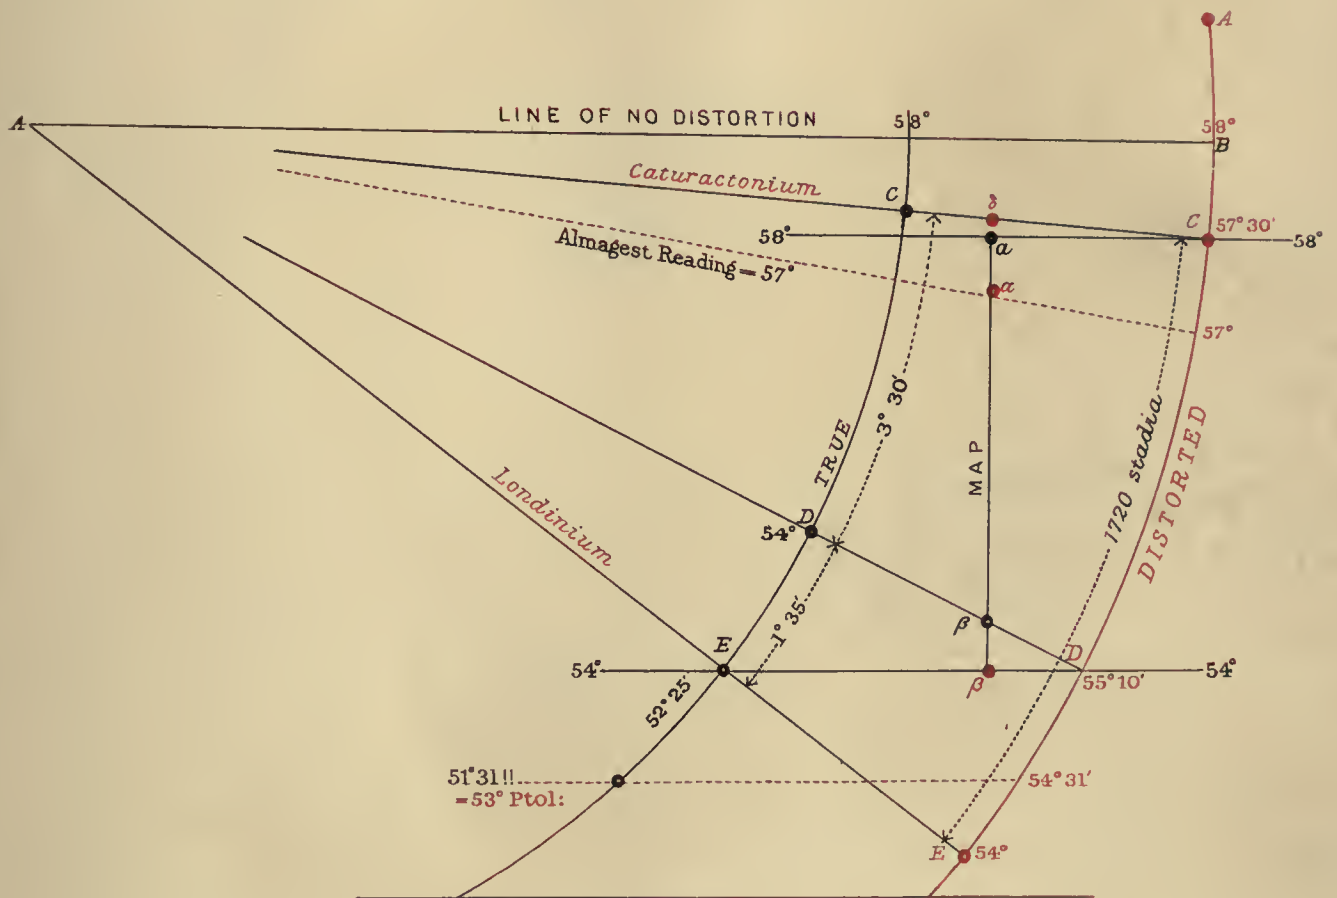 A
A
LINE OF NO DISTORTION
58°
58°
B
Caturactonium
C
δ
C
57° 30'
58°
a
58°
Almagest Reading = 57°
α
57°
3° 30'
TRUE
MAP
1720 stadia
DISTORTED
Londinium
D
54°
1° 35'
β
E
D
54°
52° 25'
β
55° 10'
54°
51° 31!!
= 53° Ptol:
54° 31'
E
54°